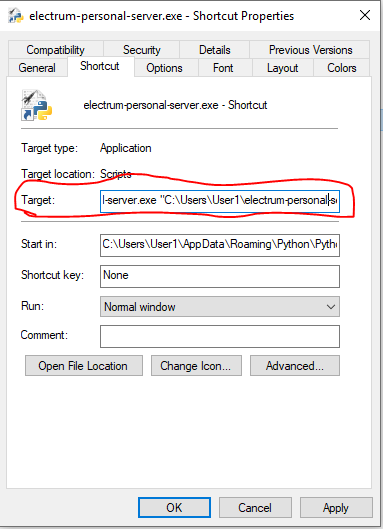 electrum-personal-server.exe - Shortcut Properties
Compatibility Security Details Previous Versions
General Shortcut Options Font Layout Colors
electrum-personal-server.exe - Shortcut
Target type: Application
Target location: Scripts
Target: l-server.exe "C:\Users\User1\electrum-personal-se
Start in: C:\Users\User1\AppData\Roaming\Python\Pytho
Shortcut key: None
Run: Normal window
Comment:
Open File Location Change Icon... Advanced...
OK Cancel Apply